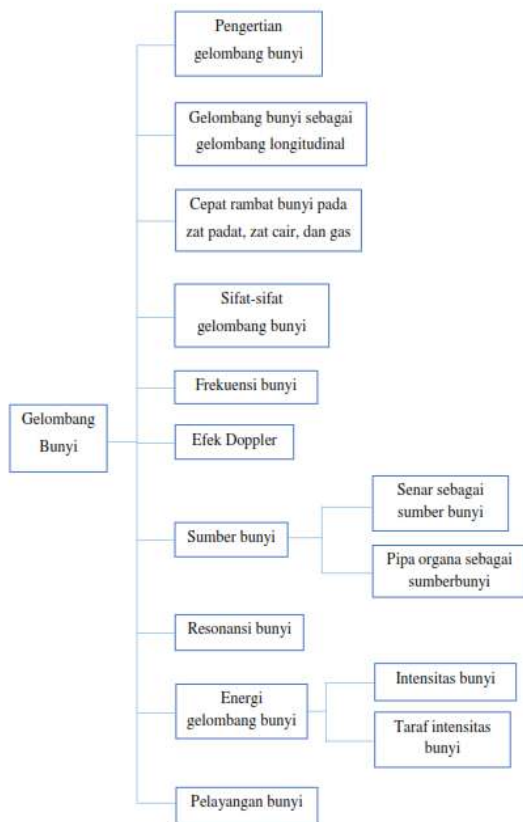 Pengertian
gelombang bunyi
Gelombang bunyi sebagai
gelombang longitudinal
Cepat rambat bunyi pada
zat padat, zat cair, dan gas
Sifat-sifat
gelombang bunyi
Frekuensi bunyi
Gelombang
Bunyi
Efek Doppler
Sumber bunyi
Senar sebagai
sumber bunyi
Pipa organa sebagai
sumberbunyi
Resonansi bunyi
Energi
gelombang bunyi
Intensitas bunyi
Taraf intensitas
bunyi
Pelayangan bunyi